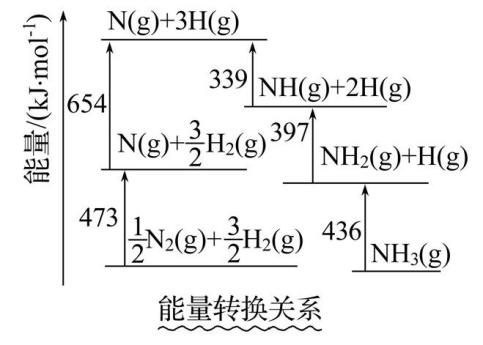 N(g)+3H(g)
339
NH(g)+2H(g)
654
N(g)+3/2H₂(g)
397
NH₂(g)+H(g)
473
1/2N₂(g)+3/2H₂(g)
436
NH₃(g)
能量/(kJ·mol⁻¹)
能量转换关系